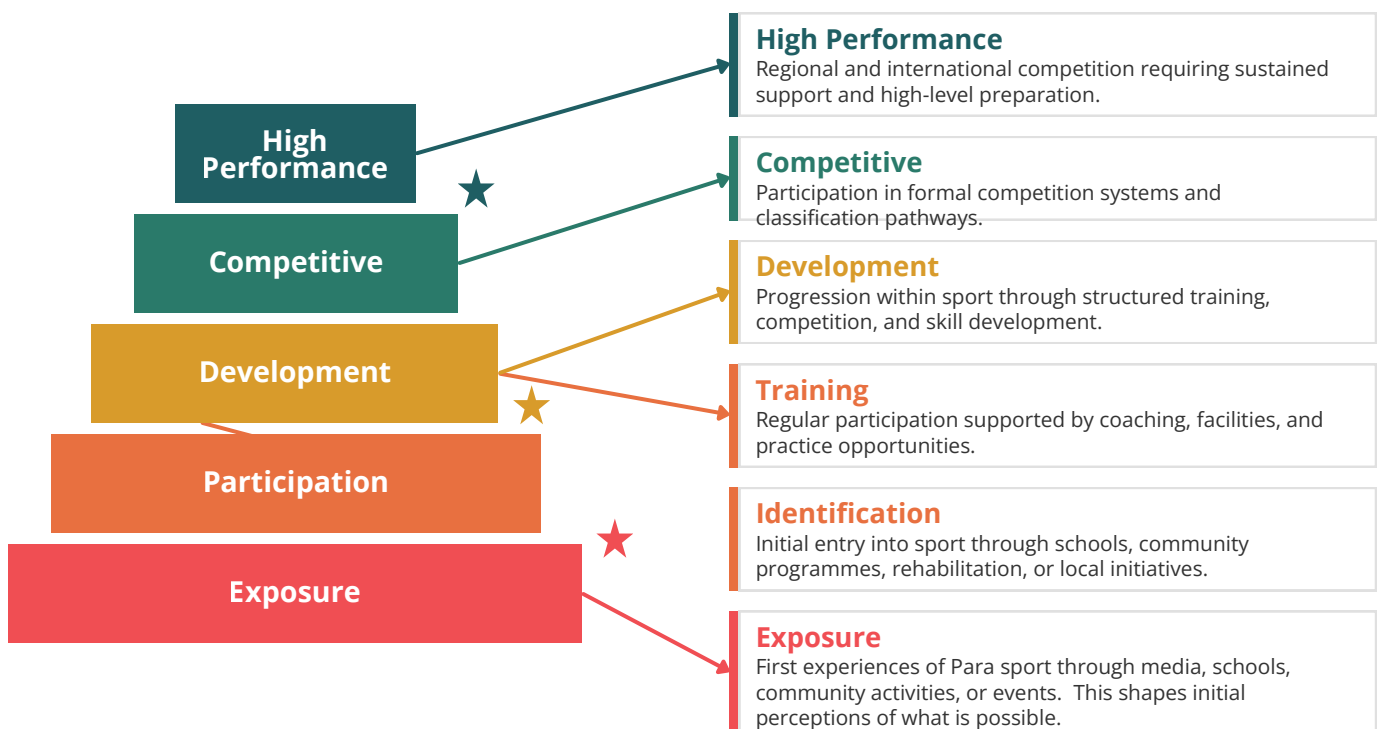 High
Performance
Competitive
Development
Participation
Exposure
High Performance
Regional and international competition requiring sustained
support and high-level preparation.
Competitive
Participation in formal competition systems and
classification pathways.
Development
Progression within sport through structured training,
competition, and skill development.
Training
Regular participation supported by coaching, facilities, and
practice opportunities.
Identification
Initial entry into sport through schools, community
programmes, rehabilitation, or local initiatives.
Exposure
First experiences of Para sport through media, schools,
community activities, or events.  This shapes initial
perceptions of what is possible.